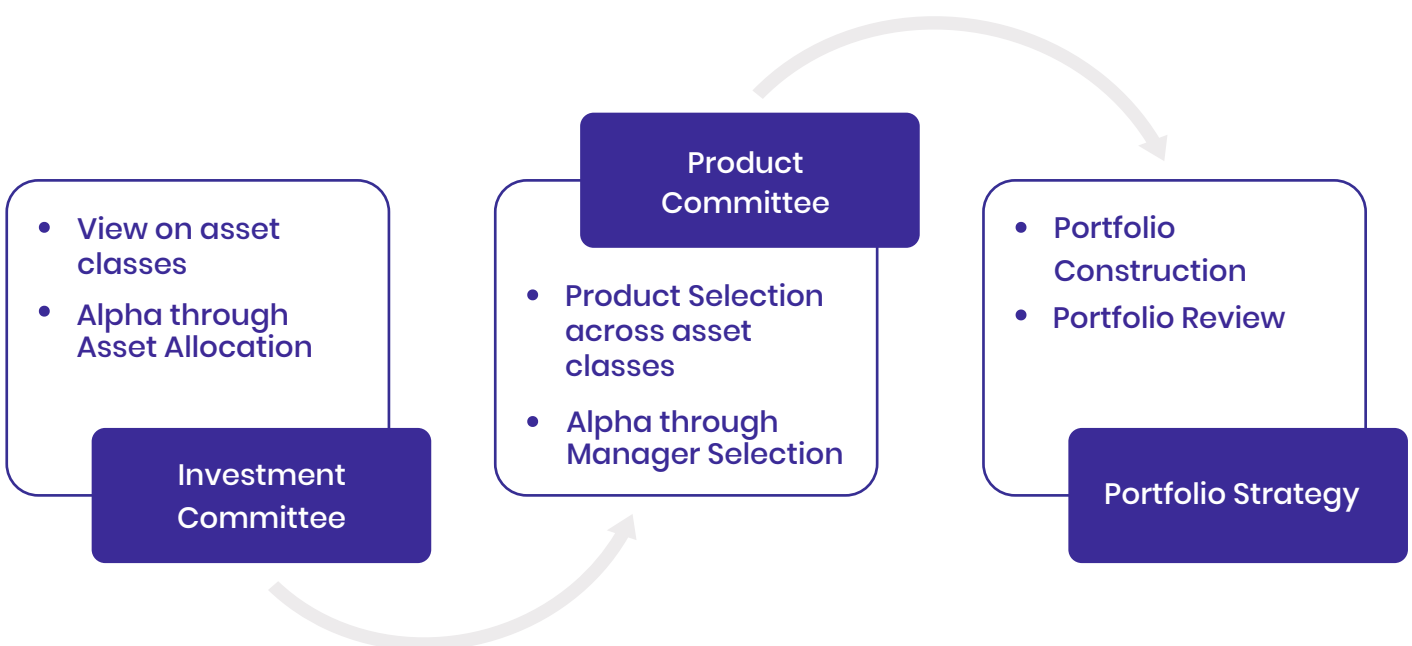 View on asset
classes
Alpha through
Asset Allocation
Investment
Committee
Product
Committee
Product Selection
across asset
classes
Alpha through
Manager Selection
Portfolio
Construction
Portfolio Review
Portfolio Strategy